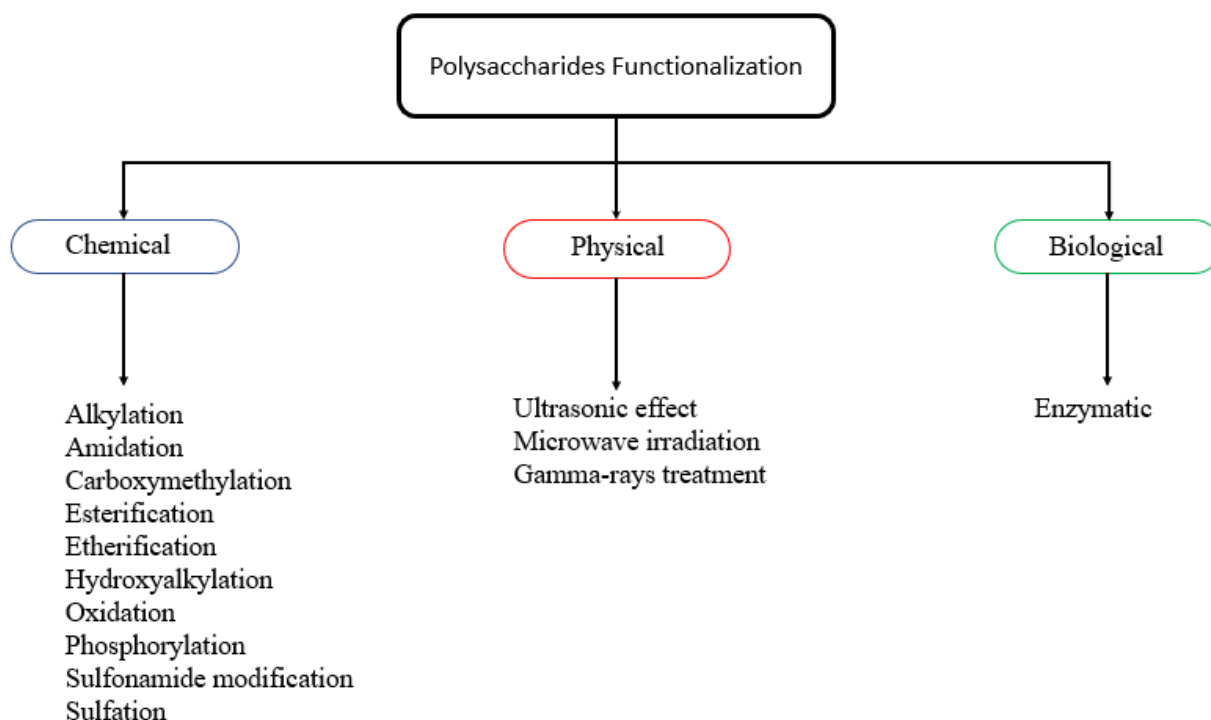 Polysaccharides Functionalization
Chemical
Physical
Biological
Alkylation
Amidation
Carboxymethylation
Esterification
Etherification
Hydroxyalkylation
Oxidation
Phosphorylation
Sulfonamide modification
Sulfation
Ultrasonic effect
Microwave irradiation
Gamma-rays treatment
Enzymatic